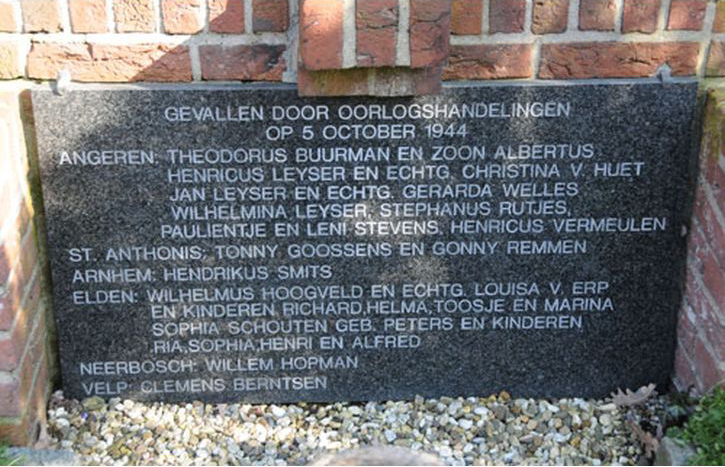 GEVALLEN DOOR OORLOGSHANDELINGEN
OP 5 OCTOBER 1944
ANGEREN: THEODORUS BUURMAN EN ZOON ALBERTUS
HENRICUS LEYSER EN ECHTG. CHRISTINA V. HUET
JAN LEYSER EN ECHTG. GERARDA WELLES
WILHELMINA LEYSER, STEPHANUS RUTJES,
PAULIENTJE EN LENI STEVENS, HENRICUS VERMEULEN
ST. ANTHONIS: TONNY GOOSSENS EN GONNY REMMEN
ARNHEM: HENDRIKUS SMITS
ELDEN: WILHELMUS HOOGVELD EN ECHTG. LOUISA V. ERP
EN KINDEREN RICHARD,HELMA,TOOSJE EN MARINA
SOPHIA SCHOUTEN GEB. PETERS EN KINDEREN
RIA,SOPHIA,HENRI EN ALFRED
NEERBOSCH: WILLEM HOPMAN
VELP: CLEMENS BERNTSEN